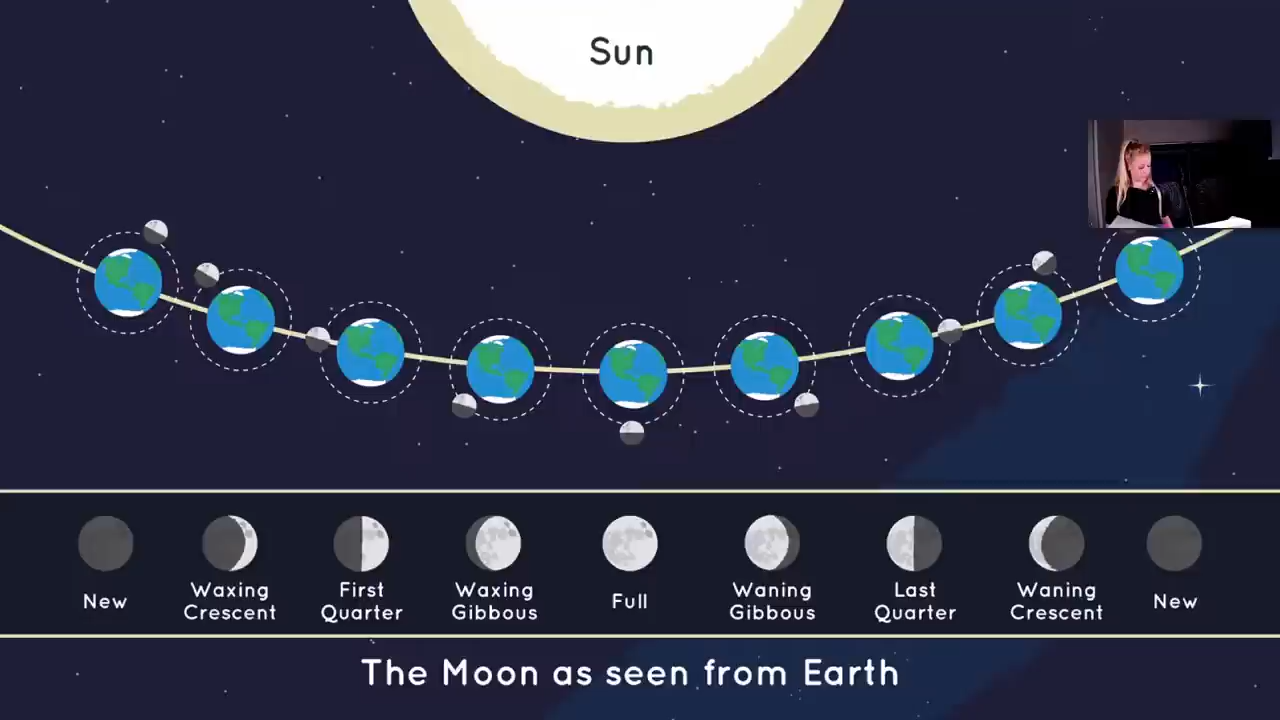 Sun
New
Waxing
Crescent
First
Quarter
Waxing
Gibbous
Full
Waning
Gibbous
Last
Quarter
Waning
Crescent
New
The Moon as seen from Earth